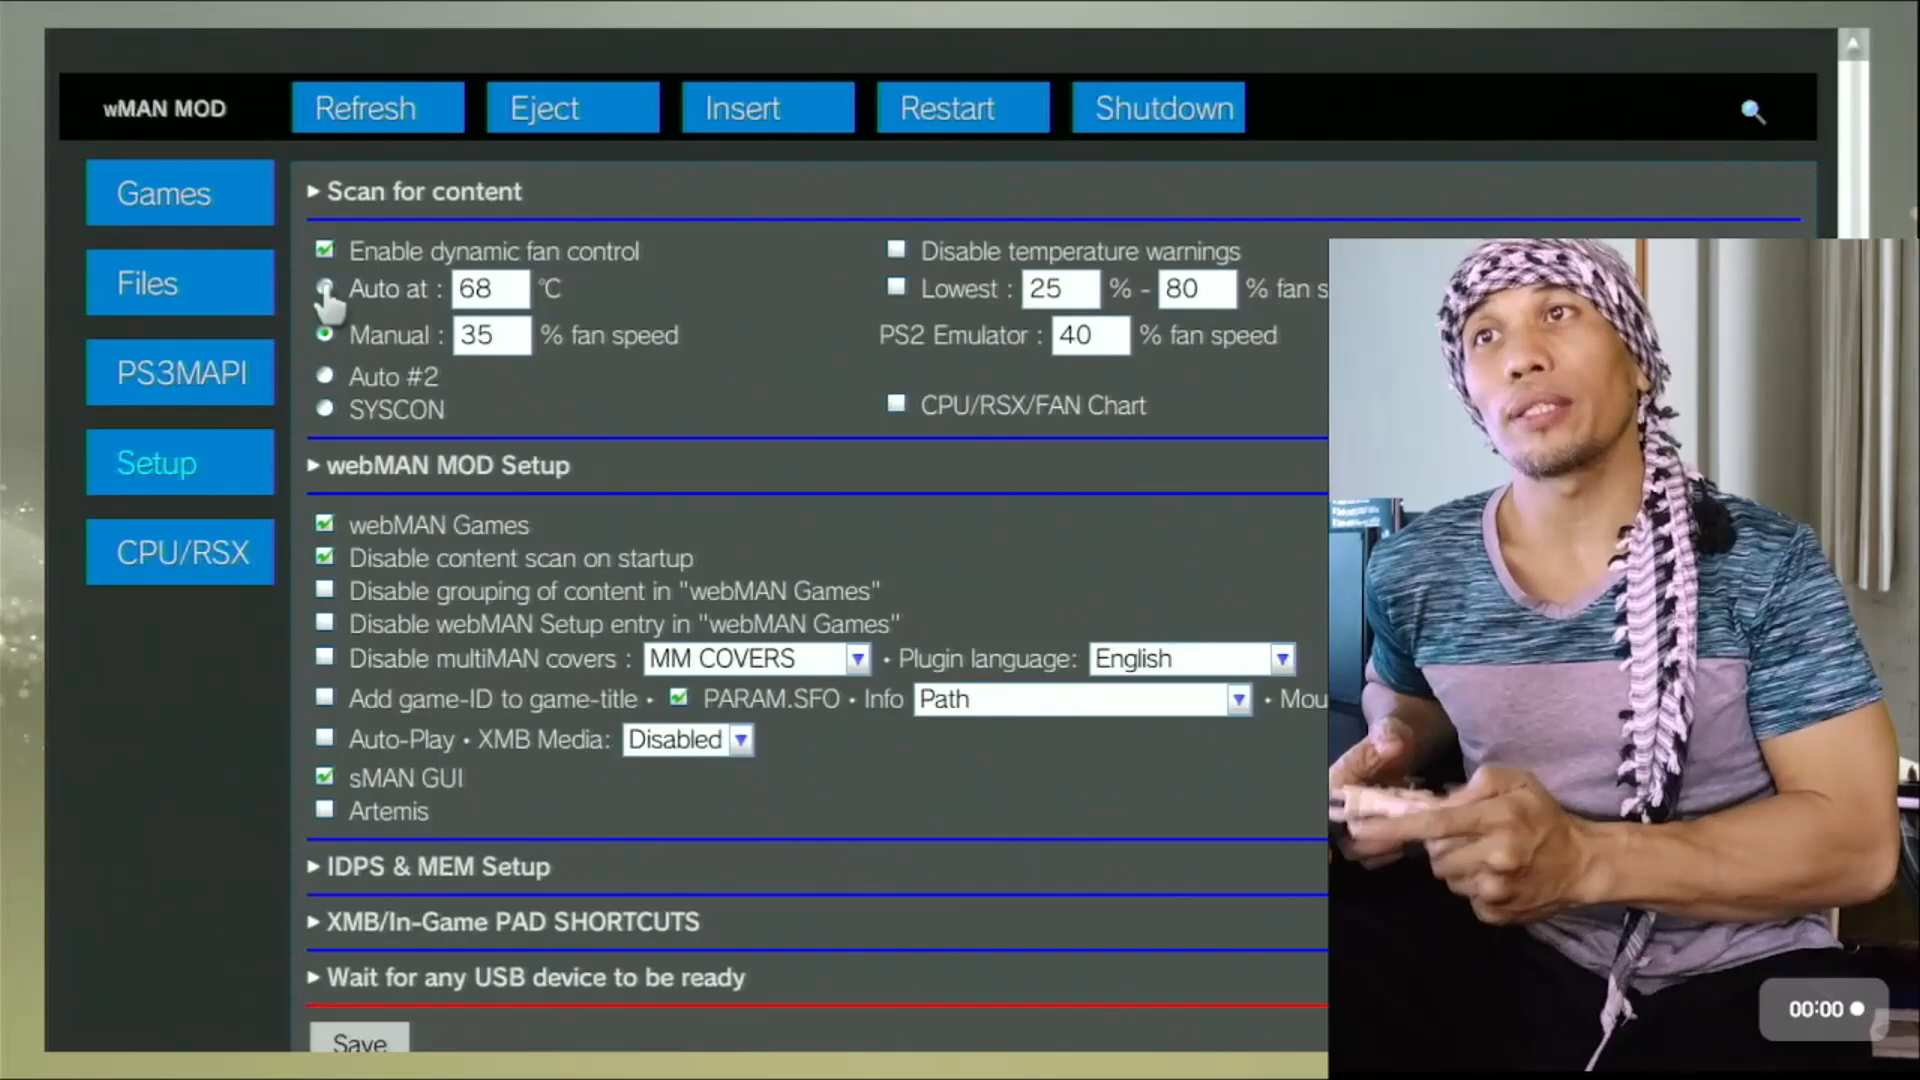 wMAN MOD Refresh Eject Insert Restart Shutdown
Games
Files
PS3MAPI
Setup
CPU/RSX
Scan for content
Enable dynamic fan control Disable temperature warnings
Auto at : 68 °C Lowest : 25 % - 80 % fan s
Manual : 35 % fan speed PS2 Emulator : 40 % fan speed
Auto #2
SYSCON CPU/RSX/FAN Chart
webMAN MOD Setup
webMAN Games
Disable content scan on startup
Disable grouping of content in "webMAN Games"
Disable webMAN Setup entry in "webMAN Games"
Disable multiMAN covers : MM COVERS • Plugin language: English
Add game-ID to game-title • PARAM.SFO • Info Path • Mou
Auto-Play • XMB Media: Disabled
sMAN GUI
Artemis
IDPS & MEM Setup
XMB/In-Game PAD SHORTCUTS
Wait for any USB device to be ready
Save
00:00